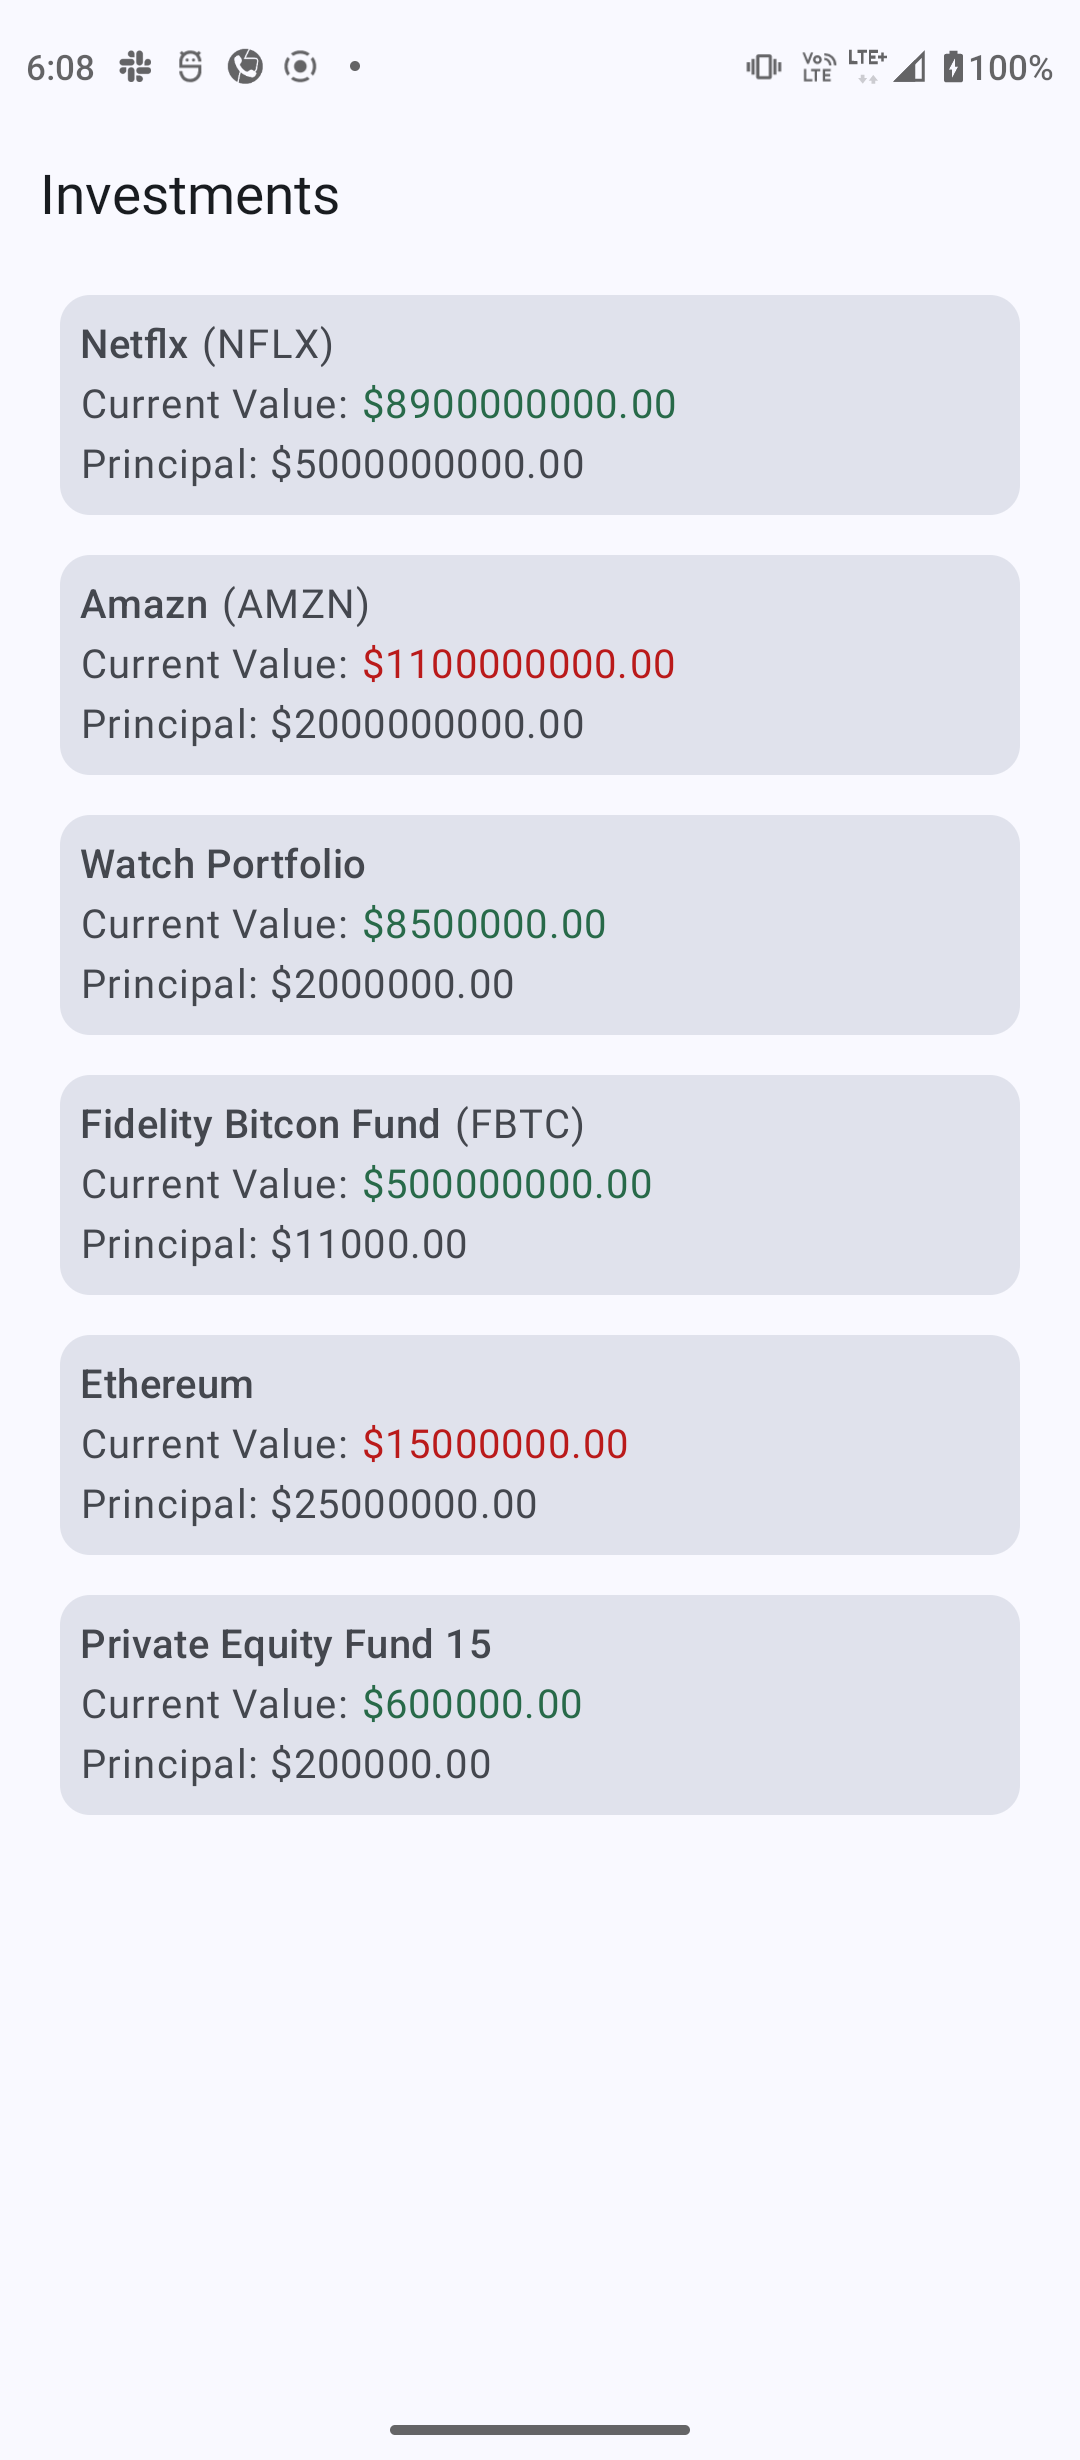 6:08
Vo LTE LTE+ 100%
Investments
Netflx (NFLX)
Current Value: $8900000000.00
Principal: $5000000000.00
Amazn (AMZN)
Current Value: $1100000000.00
Principal: $2000000000.00
Watch Portfolio
Current Value: $8500000.00
Principal: $2000000.00
Fidelity Bitcon Fund (FBTC)
Current Value: $500000000.00
Principal: $11000.00
Ethereum
Current Value: $15000000.00
Principal: $25000000.00
Private Equity Fund 15
Current Value: $600000.00
Principal: $200000.00